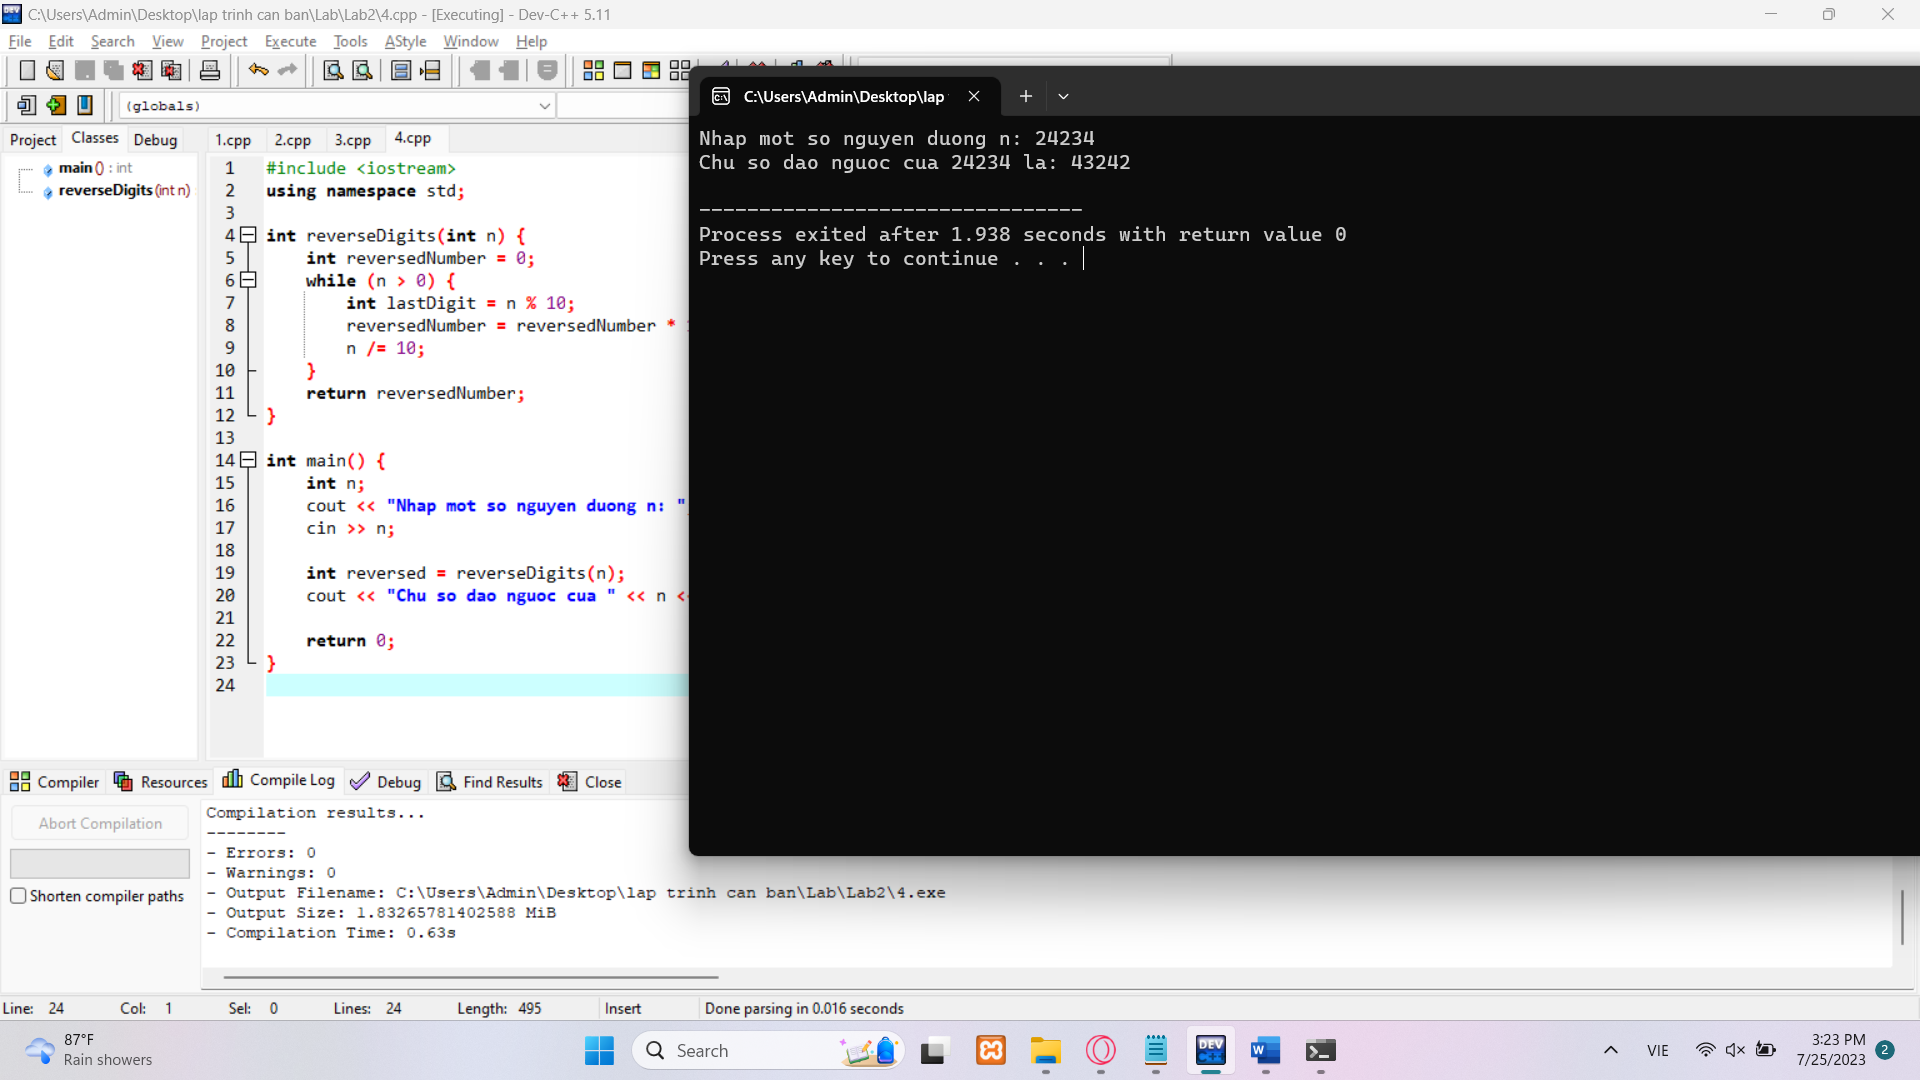 C:\Users\Admin\Desktop\lap trinh can ban\Lab\Lab2\4.cpp - [Executing] - Dev-C++ 5.11
File Edit Search View Project Execute Tools AStyle Window Help
(globals)
Project Classes Debug
main () : int
reverseDigits (int n)
1.cpp 2.cpp 3.cpp 4.cpp
1 #include <iostream>
2 using namespace std;
3
4 int reverseDigits(int n) {
5 int reversedNumber = 0;
6 while (n > 0) {
7 int lastDigit = n % 10;
8 reversedNumber = reversedNumber *
9 n /= 10;
10 }
11 return reversedNumber;
12 }
13
14 int main() {
15 int n;
16 cout << "Nhap mot so nguyen duong n: "
17 cin >> n;
18
19 int reversed = reverseDigits(n);
20 cout << "Chu so dao nguoc cua " << n <
21
22 return 0;
23 }
24
C:\Users\Admin\Desktop\lap
Nhap mot so nguyen duong n: 24234
Chu so dao nguoc cua 24234 la: 43242
--------------------------------
Process exited after 1.938 seconds with return value 0
Press any key to continue . . .
Compiler Resources Compile Log Debug Find Results Close
Abort Compilation
Shorten compiler paths
Compilation results...
--------
- Errors: 0
- Warnings: 0
- Output Filename: C:\Users\Admin\Desktop\lap trinh can ban\Lab\Lab2\4.exe
- Output Size: 1.83265781402588 MiB
- Compilation Time: 0.63s
Line: 24 Col: 1 Sel: 0 Lines: 24 Length: 495 Insert Done parsing in 0.016 seconds
87°F
Rain showers
Search
DEV
W
VIE
3:23 PM
7/25/2023
2